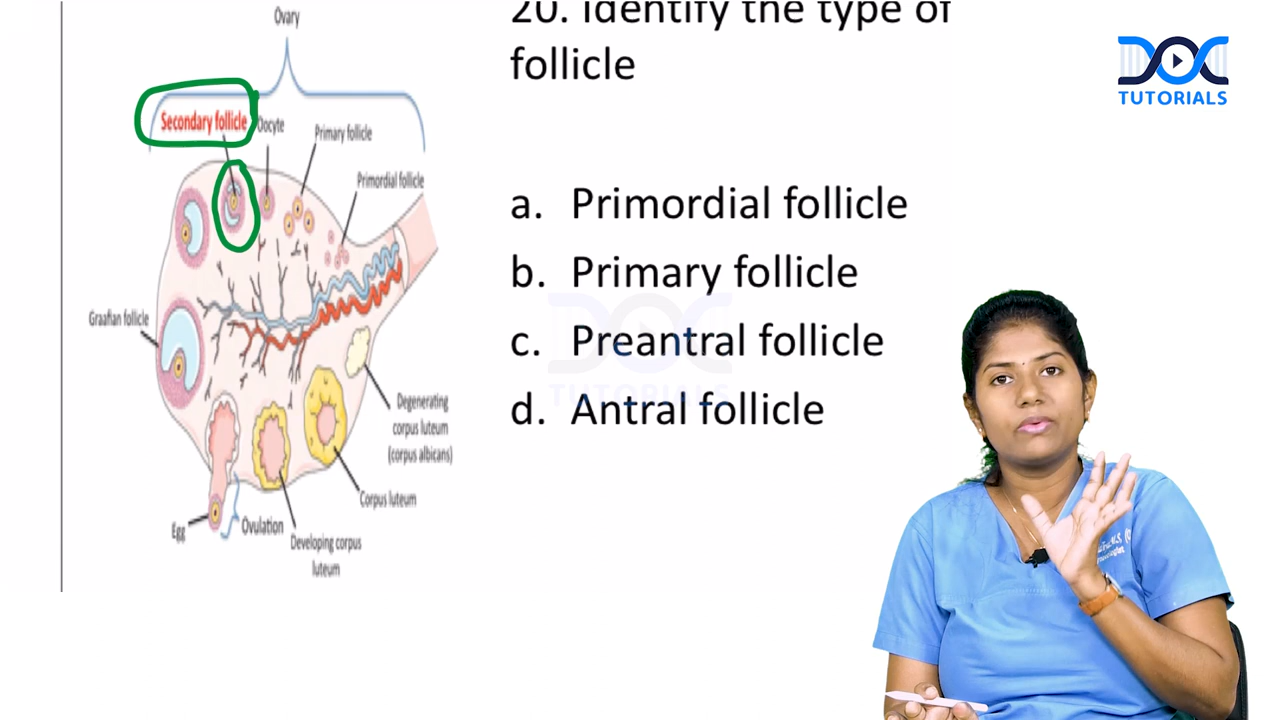 Ovary
20. Identify the type of
follicle
TUTORIALS
Secondary follicle
Oocyte
Primary follicle
Primordial follicle
a. Primordial follicle
b. Primary follicle
c. Preantral follicle
d. Antral follicle
Graafian follicle
TUTORIALS
Degenerating
corpus luteum
(corpus albicans)
Corpus luteum
Egg
Ovulation
Developing corpus
luteum